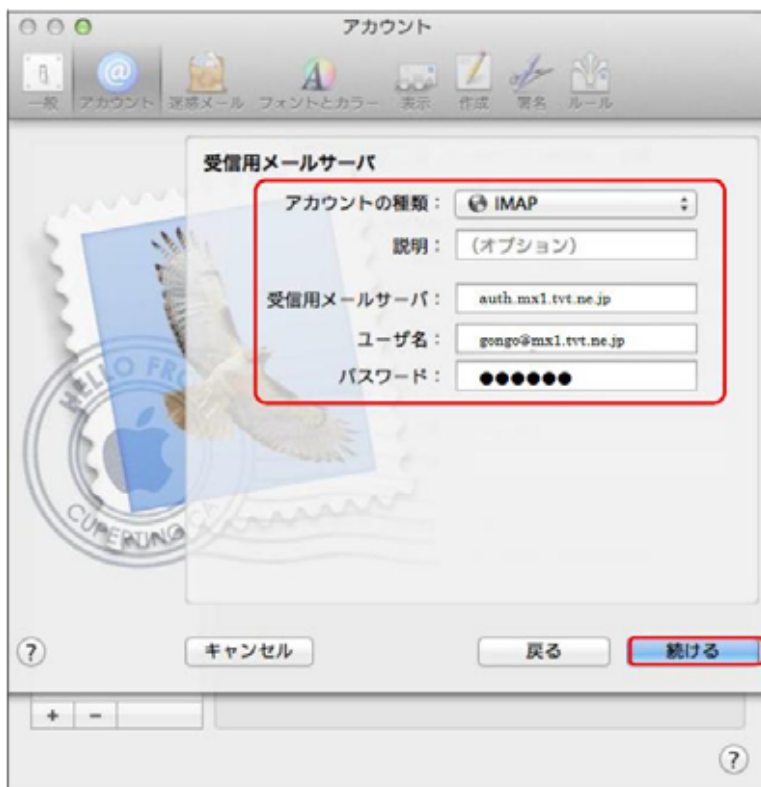 アカウント
一般 アカウント 迷惑メール フォントとカラー 表示 作成 署名 ルール
受信用メールサーバ
アカウントの種類： IMAP
説明： （オプション）
受信用メールサーバ： auth.mx1.tvt.ne.jp
ユーザ名： gongo@mx1.tvt.ne.jp
パスワード： ●●●●●●
HELLO FRO
CUPERTINO CA
? キャンセル 戻る 続ける
+ −
?